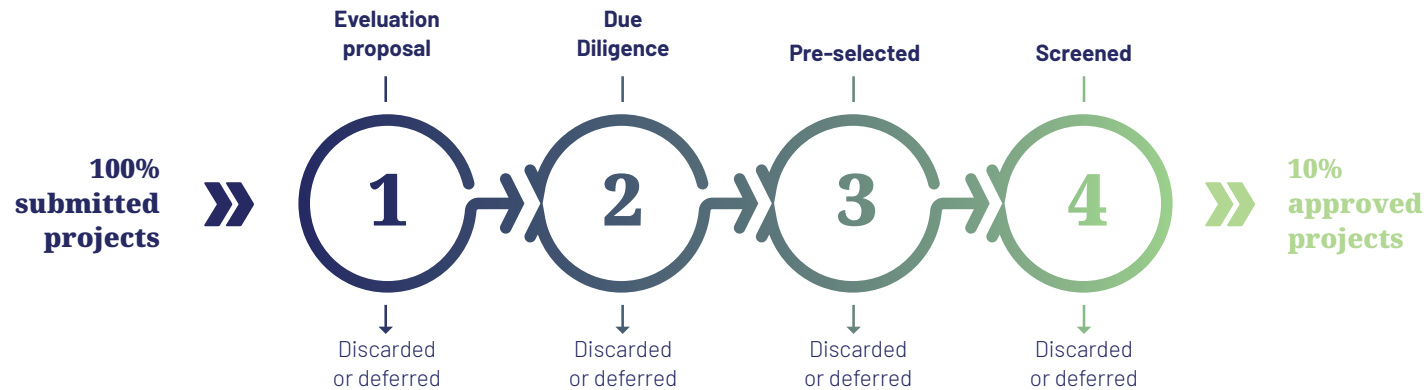 Eveluation
proposal
Due
Diligence
Pre-selected
Screened
100%
submitted
projects
1
2
3
4
10%
approved
projects
Discarded
or deferred
Discarded
or deferred
Discarded
or deferred
Discarded
or deferred